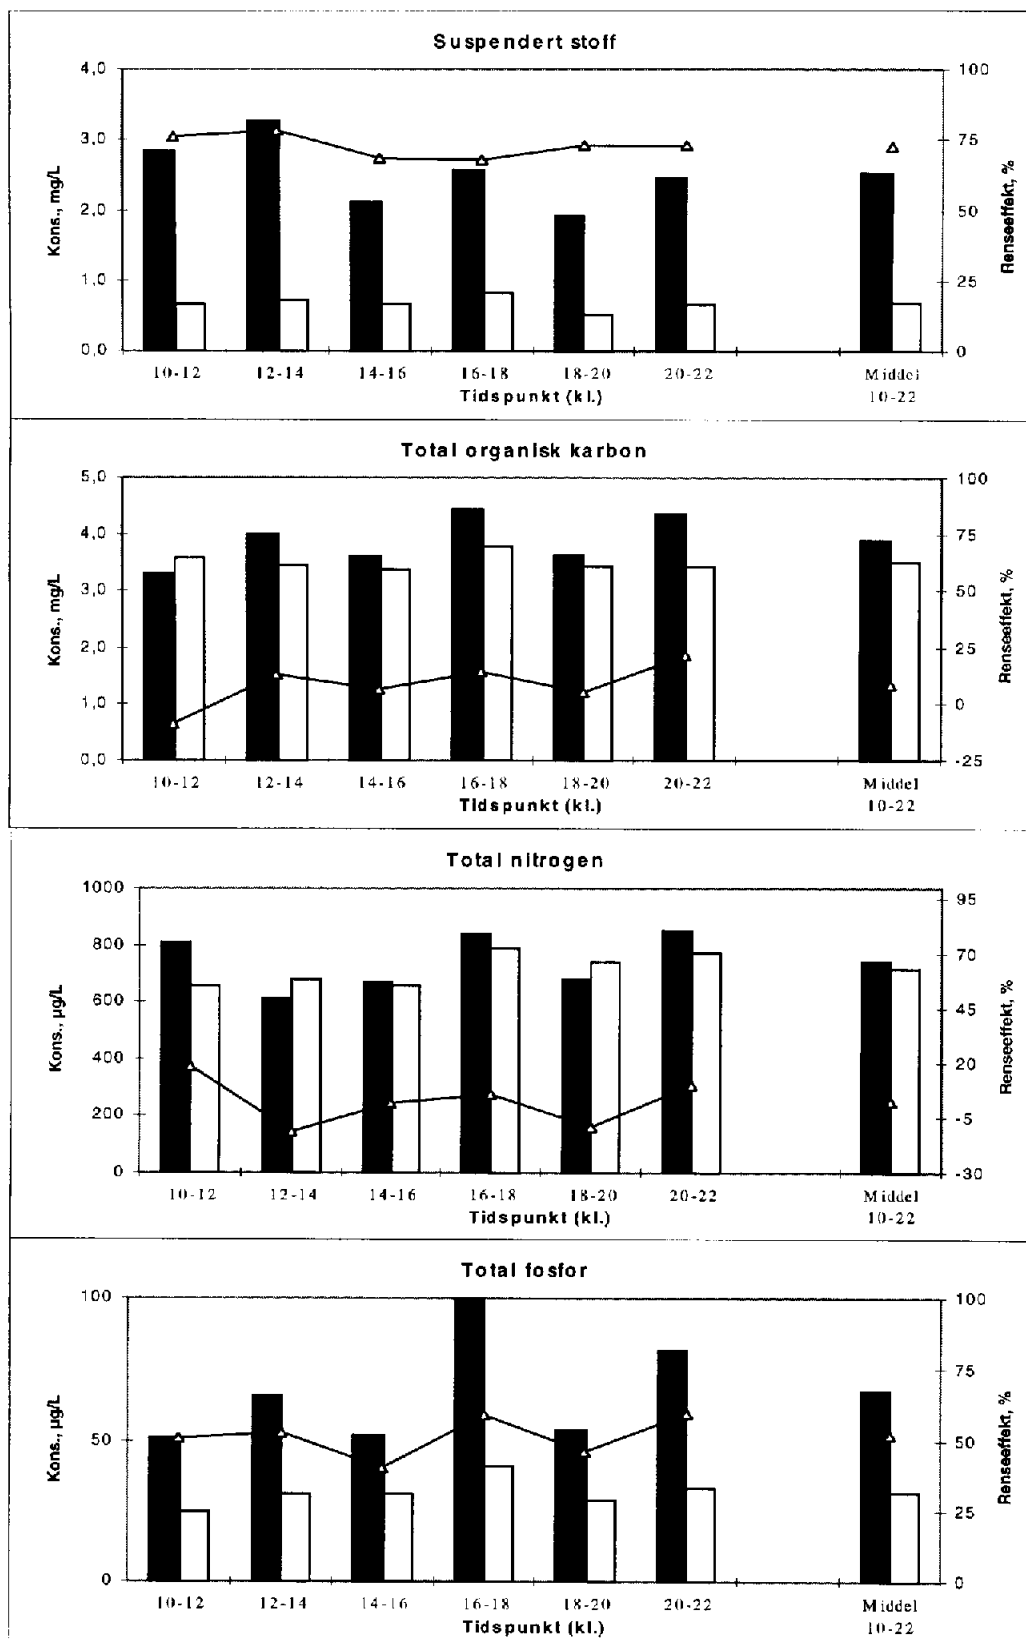 Suspendert stoff
4,0
3,0
2,0
1,0
0,0
Kons., mg/L
100
75
50
25
0
Renseeffekt, %
10-12 12-14 14-16 16-18 18-20 20-22 Middel
Tidspunkt (kl.) 10-22
Total organisk karbon
5,0
4,0
3,0
2,0
1,0
0,0
Kons., mg/L
100
75
50
25
0
-25
Renseeffekt, %
10-12 12-14 14-16 16-18 18-20 20-22 Middel
Tidspunkt (kl.) 10-22
Total nitrogen
1000
800
600
400
200
0
Kons., µg/L
95
70
45
20
-5
-30
Renseeffekt, %
10-12 12-14 14-16 16-18 18-20 20-22 Middel
Tidspunkt (kl.) 10-22
Total fosfor
100
50
0
Kons., µg/L
100
75
50
25
0
Renseeffekt, %
10-12 12-14 14-16 16-18 18-20 20-22 Middel
Tidspunkt (kl.) 10-22